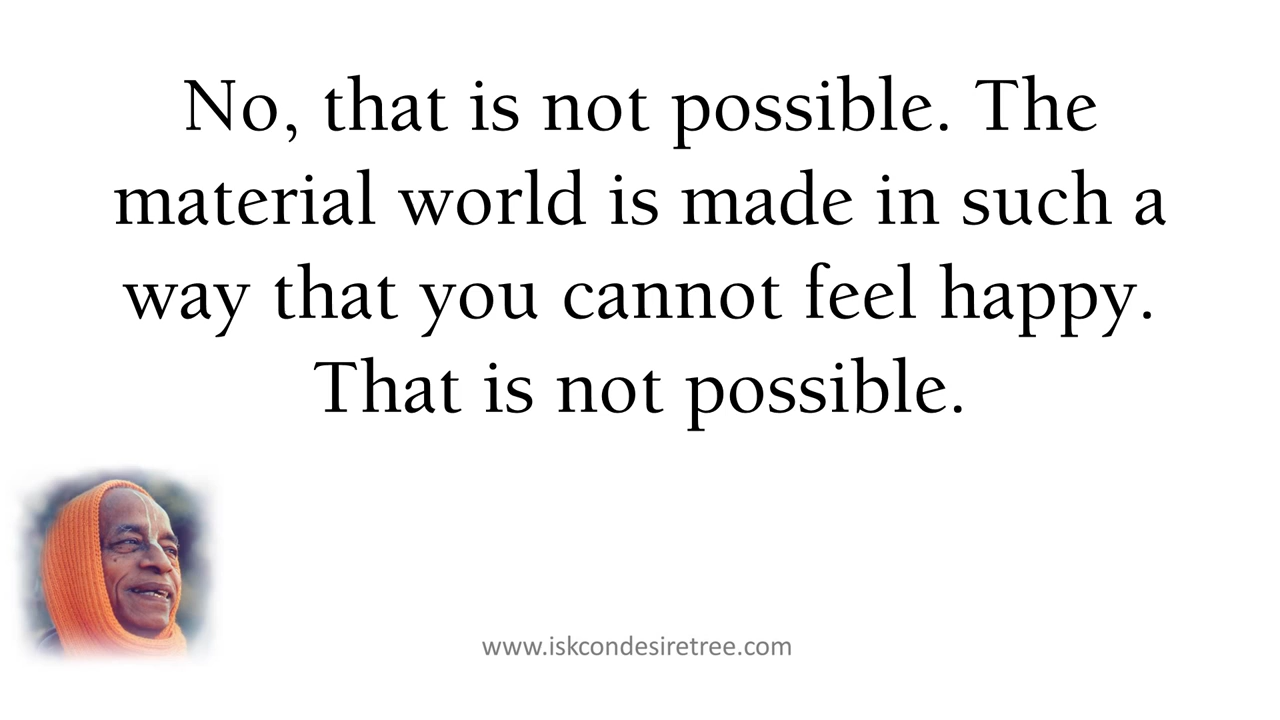 No, that is not possible. The
material world is made in such a
way that you cannot feel happy.
That is not possible.
www.iskcondesiretree.com